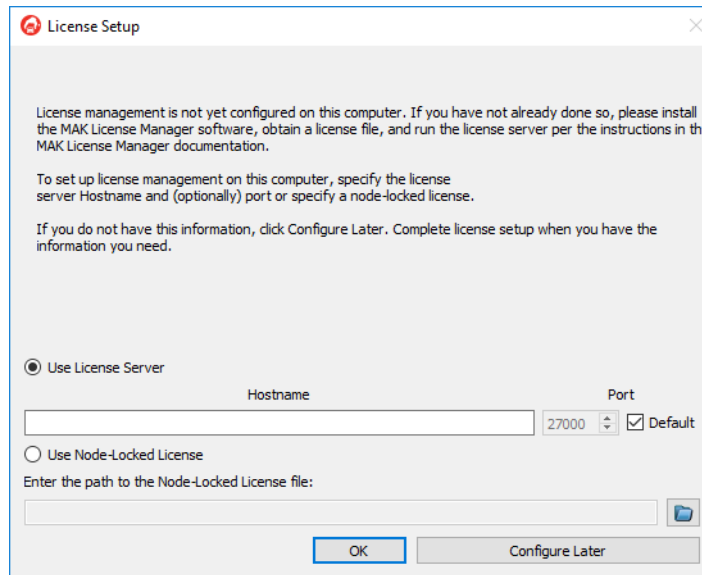 License Setup
License management is not yet configured on this computer. If you have not already done so, please install
the MAK License Manager software, obtain a license file, and run the license server per the instructions in th
MAK License Manager documentation.
To set up license management on this computer, specify the license
server Hostname and (optionally) port or specify a node-locked license.
If you do not have this information, click Configure Later. Complete license setup when you have the
information you need.
Use License Server
Hostname Port
27000 Default
Use Node-Locked License
Enter the path to the Node-Locked License file:
OK Configure Later